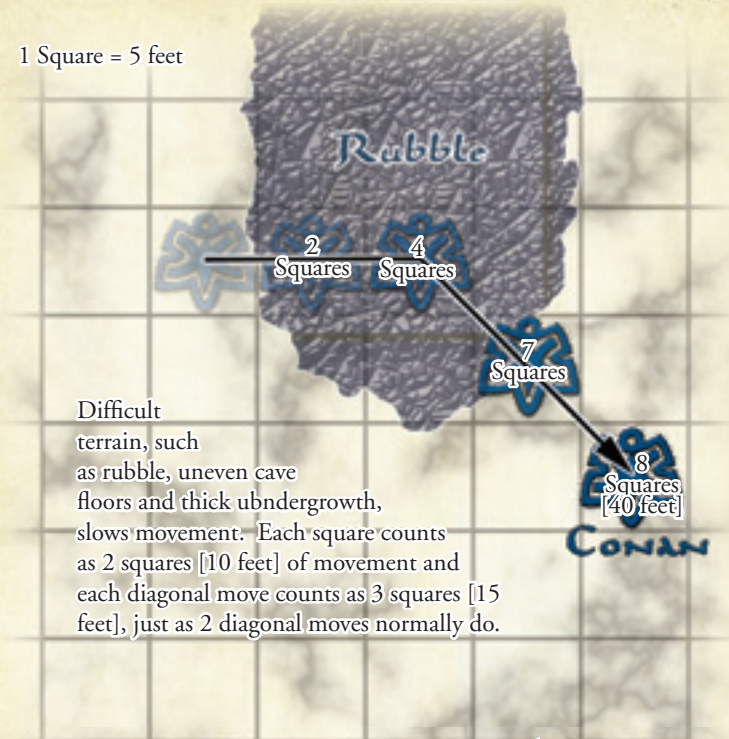 1 Square = 5 feet
Rubble
2
Squares
4
Squares
7
Squares
8
Squares
[40 feet]
Conan
Difficult
terrain, such
as rubble, uneven cave
floors and thick ubndergrowth,
slows movement. Each square counts
as 2 squares [10 feet] of movement and
each diagonal move counts as 3 squares [15
feet], just as 2 diagonal moves normally do.